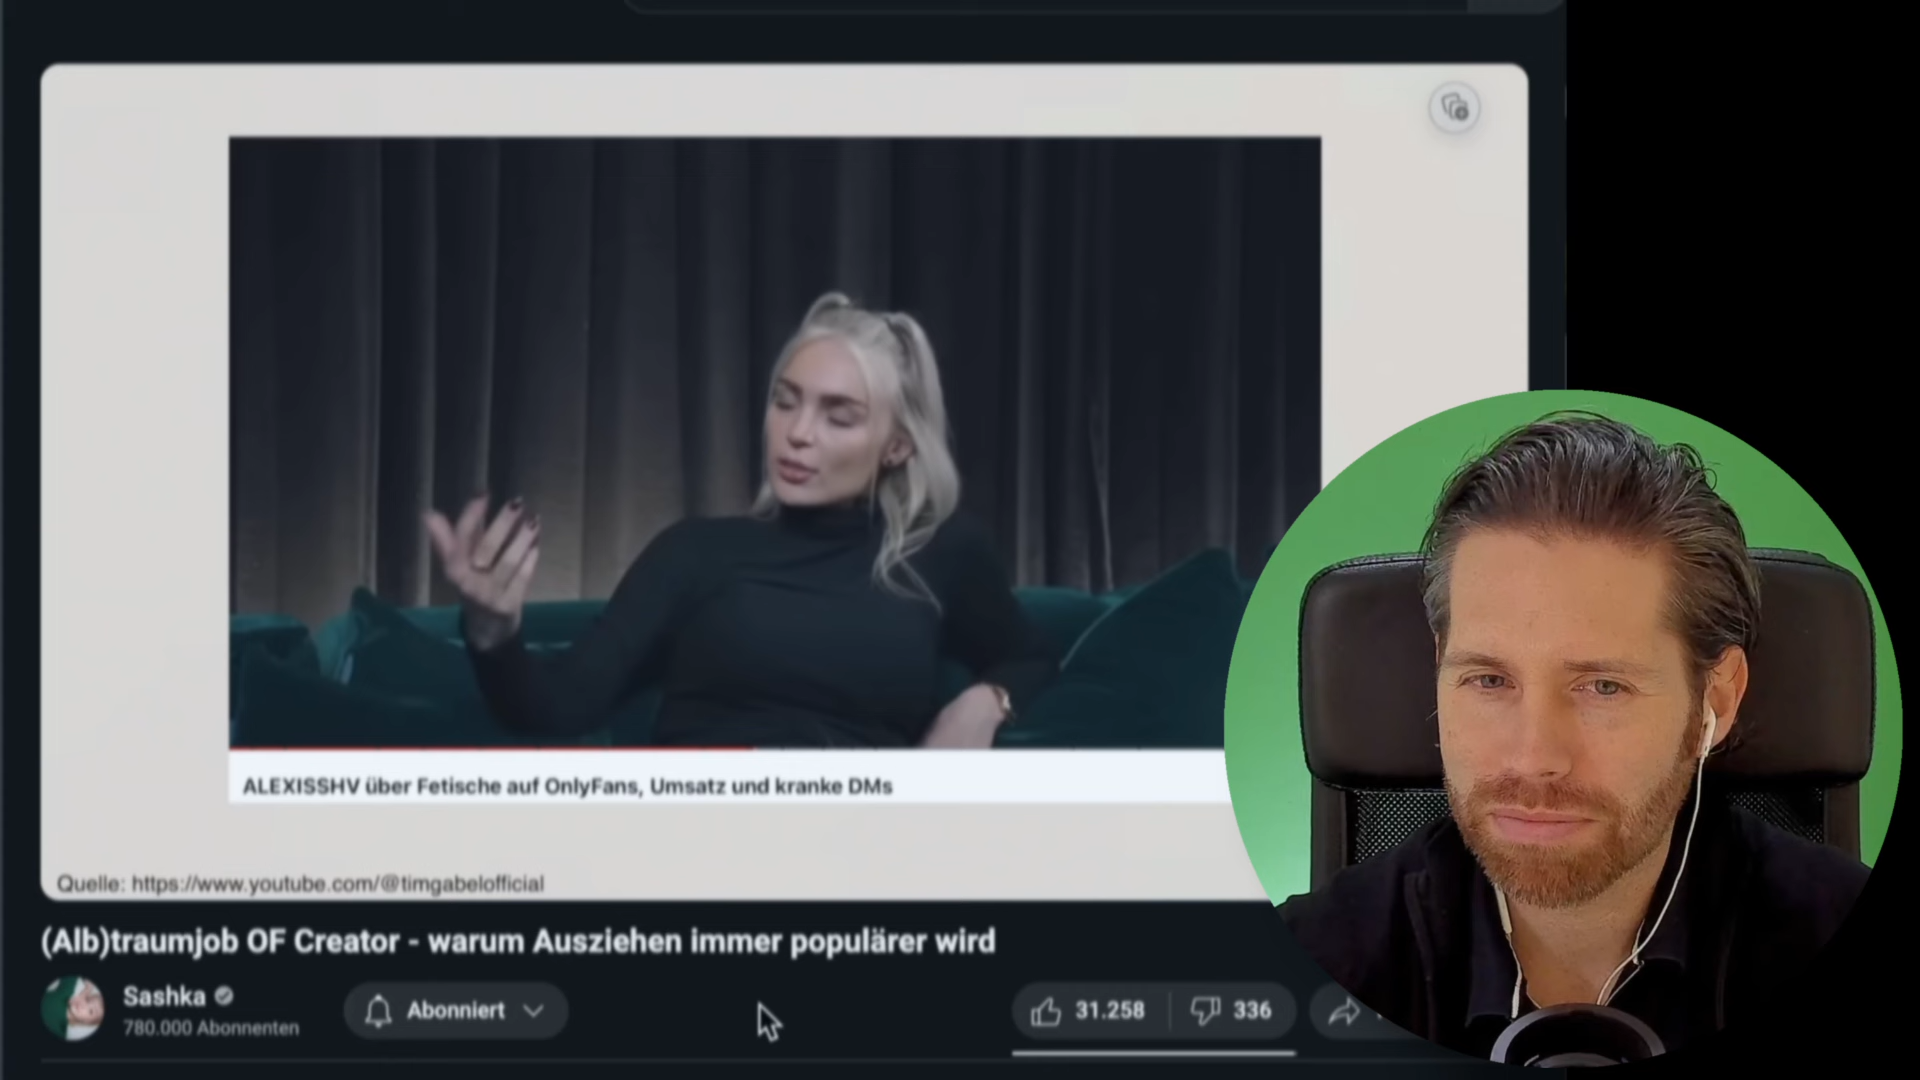 ALEXISSHV über Fetische auf OnlyFans, Umsatz und kranke DMs
Quelle: https://www.youtube.com/@timgabelofficial
(Alb)traumjob OF Creator - warum Ausziehen immer populärer wird
Sashka
780.000 Abonnenten
Abonniert
31.258
336